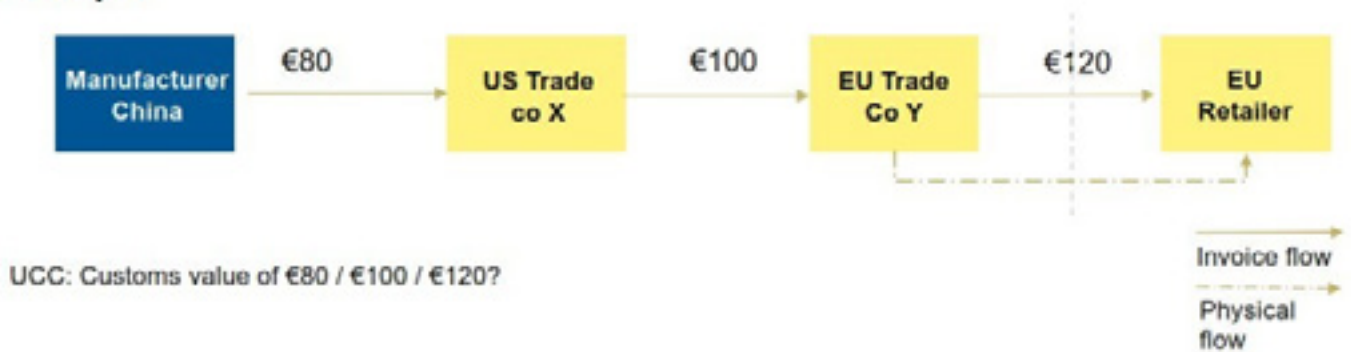 Manufacturer
China
€80
US Trade
co X
€100
EU Trade
Co Y
€120
EU
Retailer
UCC: Customs value of €80 / €100 / €120?
Invoice flow
Physical
flow